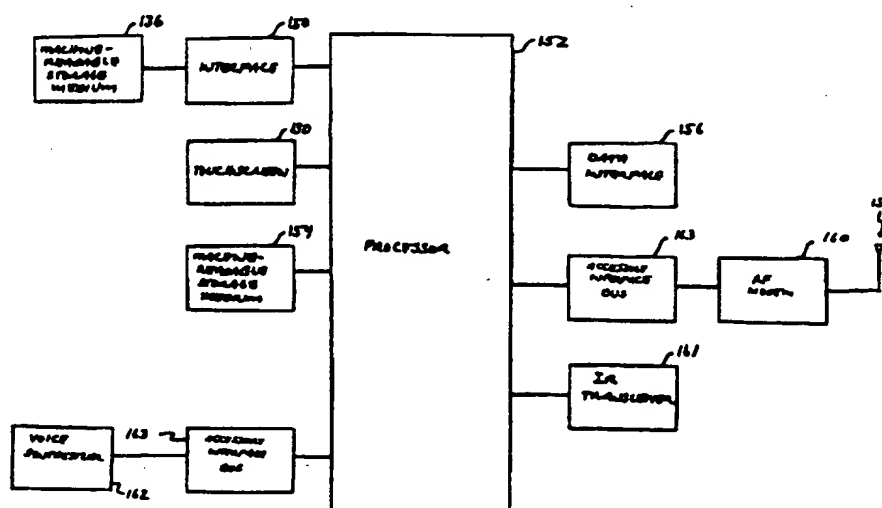 136
MACHINE-
READABLE
STORAGE
MEDIUM
150
INTERFACE
152
130
TOUCHSCREEN
156
DATA
INTERFACE
154
MACHINE-
READABLE
STORAGE
MEDIUM
PROCESSOR
163
ACCESSORY
INTERFACE
BUS
160
RF
MODEM
15
161
IR
TRANSCEIVER
VOICE
SYNTHESIZER
162
163
ACCESSORY
INTERFACE
BUS